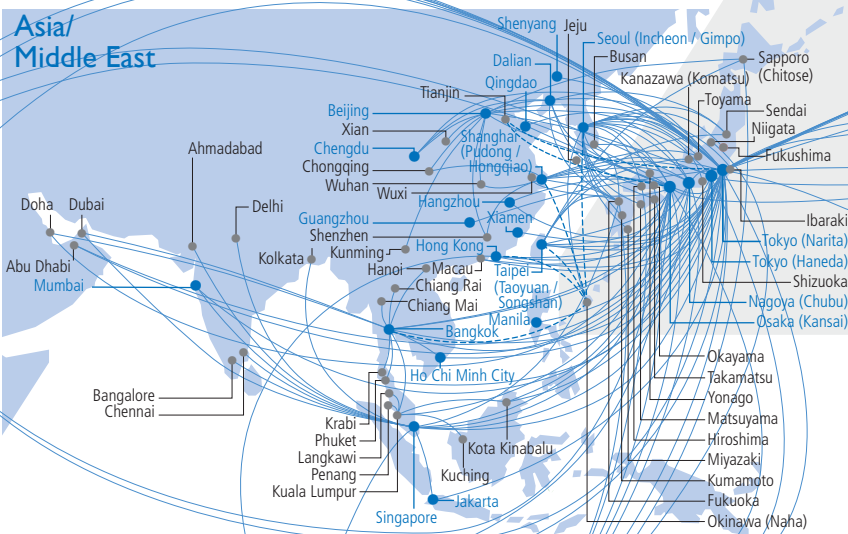 Asia/
Middle East
Shenyang
Jeju
Seoul (Incheon / Gimpo)
Dalian
Busan
Sapporo
(Chitose)
Qingdao
Kanazawa (Komatsu)
Tianjin
Toyama
Beijing
Sendai
Xian
Niigata
Shanghai
(Pudong /
Hongqiao)
Chengdu
Ahmadabad
Fukushima
Chongqing
Wuhan
Wuxi
Doha
Dubai
Delhi
Hangzhou
Guangzhou
Xiamen
Ibaraki
Shenzhen
Tokyo (Narita)
Kunming
Hong Kong
Kolkata
Tokyo (Haneda)
Abu Dhabi
Hanoi
Macau
Taipei
(Taoyuan /
Songshan)
Mumbai
Chiang Rai
Shizuoka
Chiang Mai
Nagoya (Chubu)
Manila
Osaka (Kansai)
Bangkok
Okayama
Ho Chi Minh City
Takamatsu
Bangalore
Yonago
Chennai
Matsuyama
Krabi
Phuket
Hiroshima
Kota Kinabalu
Langkawi
Miyazaki
Penang
Kuching
Kumamoto
Kuala Lumpur
Jakarta
Fukuoka
Singapore
Okinawa (Naha)